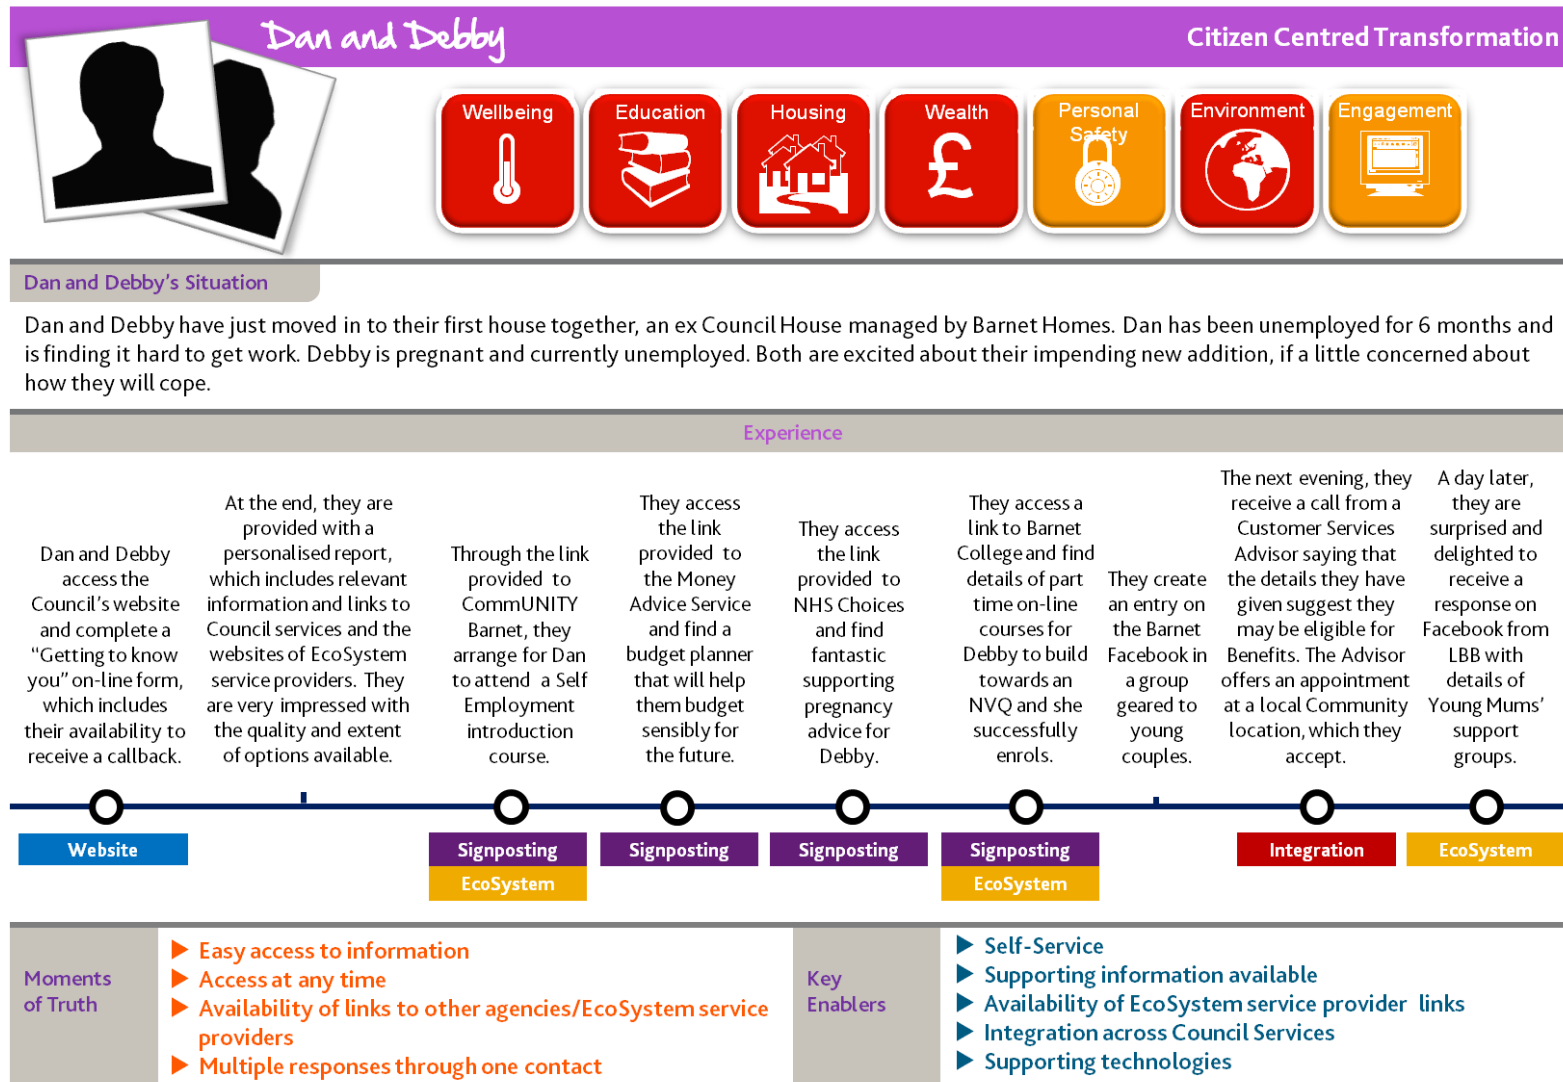 Dan and Debby
Citizen Centred Transformation
Wellbeing
Education
Housing
Wealth
Personal
Safety
Environment
Engagement
£
Dan and Debby's Situation
Dan and Debby have just moved in to their first house together, an ex Council House managed by Barnet Homes. Dan has been unemployed for 6 months and
is finding it hard to get work. Debby is pregnant and currently unemployed. Both are excited about their impending new addition, if a little concerned about
how they will cope.
Experience
Dan and Debby
access the
Council's website
and complete a
"Getting to know
you" on-line form,
which includes
their availability to
receive a callback.
At the end, they are
provided with a
personalised report,
which includes relevant
information and links to
Council services and the
websites of EcoSystem
service providers. They
are very impressed with
the quality and extent
of options available.
Through the link
provided to
CommUNITY
Barnet, they
arrange for Dan
to attend a Self
Employment
introduction
course.
They access
the link
provided to
the Money
Advice Service
and find a
budget planner
that will help
them budget
sensibly for
the future.
They access
the link
provided to
NHS Choices
and find
fantastic
supporting
pregnancy
advice for
Debby.
They access a
link to Barnet
College and find
details of part
time on-line
courses for
Debby to build
towards an
NVQ and she
successfully
enrols.
They create
an entry on
the Barnet
Facebook in
a group
geared to
young
couples.
The next evening, they
receive a call from a
Customer Services
Advisor saying that
the details they have
given suggest they
may be eligible for
Benefits. The Advisor
offers an appointment
at a local Community
location, which they
accept.
A day later,
they are
surprised and
delighted to
receive a
response on
Facebook from
LBB with
details of
Young Mums'
support
groups.
Website
Signposting
EcoSystem
Signposting
Signposting
Signposting
EcoSystem
Integration
EcoSystem
Moments
of Truth
Easy access to information
Access at any time
Availability of links to other agencies/EcoSystem service
providers
Multiple responses through one contact
Key
Enablers
Self-Service
Supporting information available
Availability of EcoSystem service provider links
Integration across Council Services
Supporting technologies